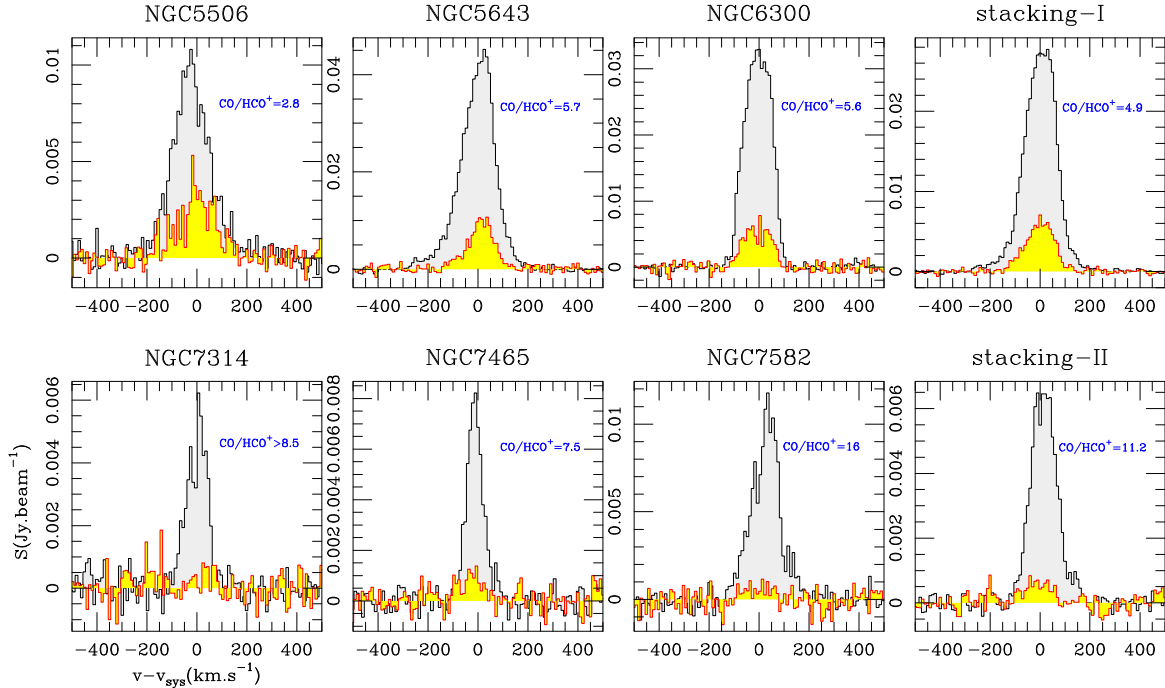 NGC5506
NGC5643
NGC6300
stacking-I
0.01
0.005
0
CO/HCO⁺=2.8
−400 −200 0 200 400
0.04
0.02
0
CO/HCO⁺=5.7
−400 −200 0 200 400
0.03
0.02
0.01
0
CO/HCO⁺=5.6
−400 −200 0 200 400
0.02
0.01
0
CO/HCO⁺=4.9
−400 −200 0 200 400
NGC7314
NGC7465
NGC7582
stacking-II
S(Jy.beam⁻¹)
0.006
0.004
0.002
0
CO/HCO⁺>8.5
−400 −200 0 200 400
v−vsys(km.s⁻¹)
0.008
0.006
0.004
0.002
0
CO/HCO⁺=7.5
−400 −200 0 200 400
0.01
0.005
0
CO/HCO⁺=16
−400 −200 0 200 400
0.006
0.004
0.002
0
CO/HCO⁺=11.2
−400 −200 0 200 400